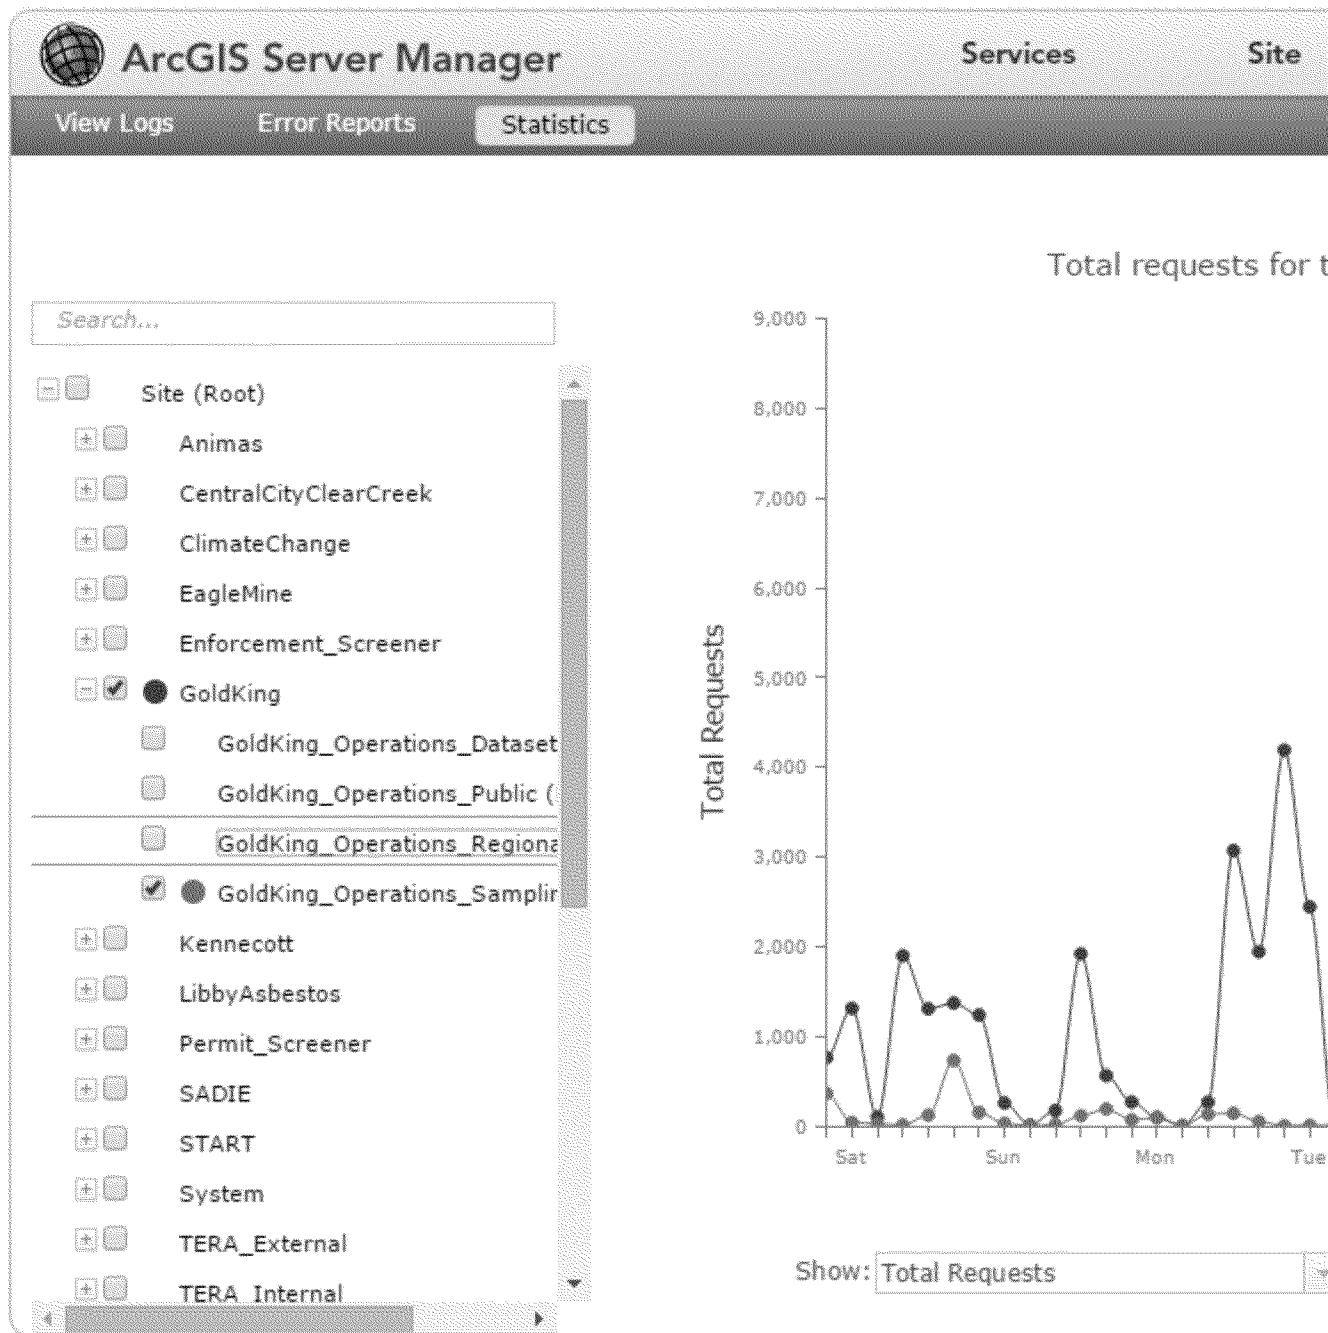 ArcGIS Server Manager
Services
Site
View Logs
Error Reports
Statistics
Total requests for t
Search...
Site (Root)
Animas
CentralCityClearCreek
ClimateChange
EagleMine
Enforcement_Screener
GoldKing
GoldKing_Operations_Dataset
GoldKing_Operations_Public (
GoldKing_Operations_Regiona
GoldKing_Operations_Samplin
Kennecott
LibbyAsbestos
Permit_Screener
SADIE
START
System
TERA_External
TERA_Internal
Total Requests
9,000
8,000
7,000
6,000
5,000
4,000
3,000
2,000
1,000
0
Sat
Sun
Mon
Tue
Show: Total Requests